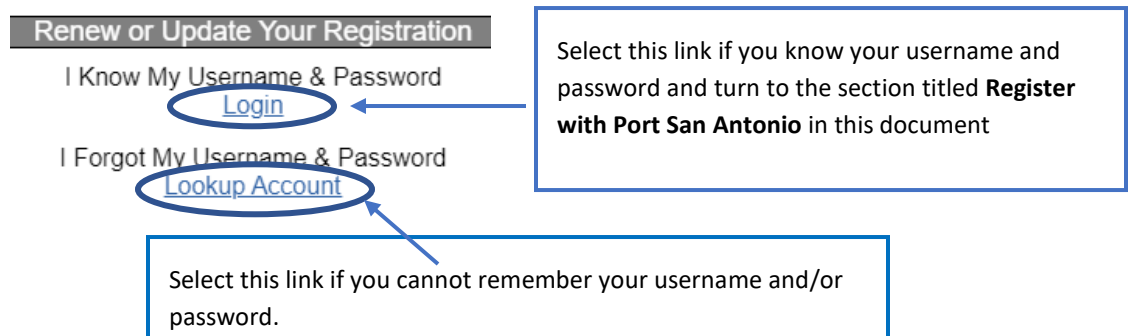 Renew or Update Your Registration
I Know My Username & Password
Login
Select this link if you know your username and
password and turn to the section titled Register
with Port San Antonio in this document
I Forgot My Username & Password
Lookup Account
Select this link if you cannot remember your username and/or
password.